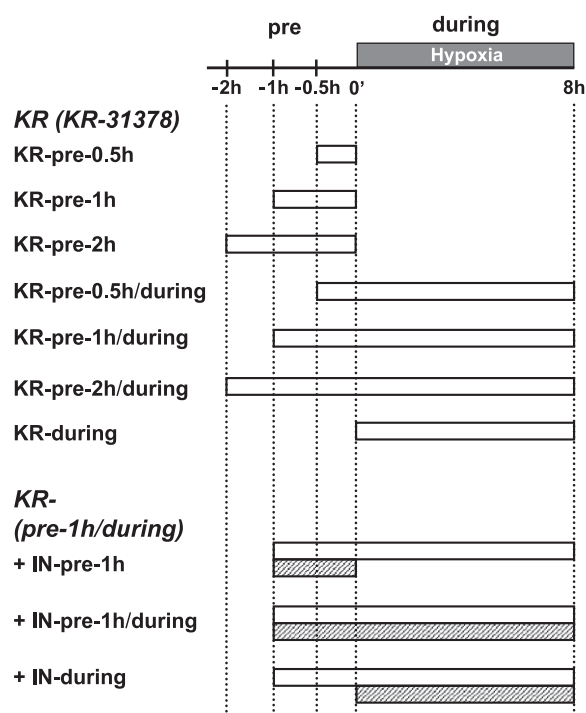 pre during
Hypoxia
-2h -1h -0.5h 0' 8h
KR (KR-31378)
KR-pre-0.5h
KR-pre-1h
KR-pre-2h
KR-pre-0.5h/during
KR-pre-1h/during
KR-pre-2h/during
KR-during
KR-
(pre-1h/during)
+ IN-pre-1h
+ IN-pre-1h/during
+ IN-during